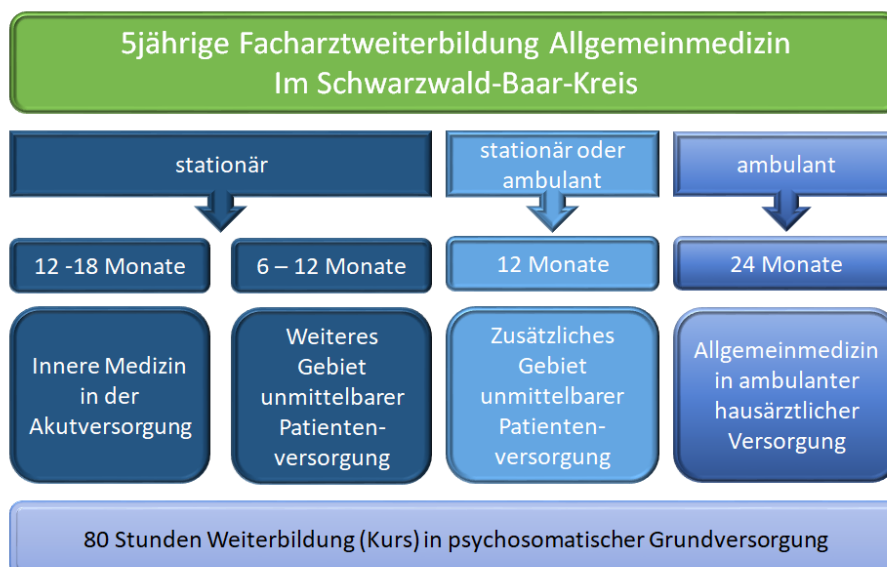 5jährige Facharztweiterbildung Allgemeinmedizin
Im Schwarzwald-Baar-Kreis
stationär
stationär oder
ambulant
ambulant
12 -18 Monate
6 – 12 Monate
12 Monate
24 Monate
Innere Medizin
in der
Akutversorgung
Weiteres
Gebiet
unmittelbarer
Patienten-
versorgung
Zusätzliches
Gebiet
unmittelbarer
Patienten-
versorgung
Allgemeinmedizin
in ambulanter
hausärztlicher
Versorgung
80 Stunden Weiterbildung (Kurs) in psychosomatischer Grundversorgung